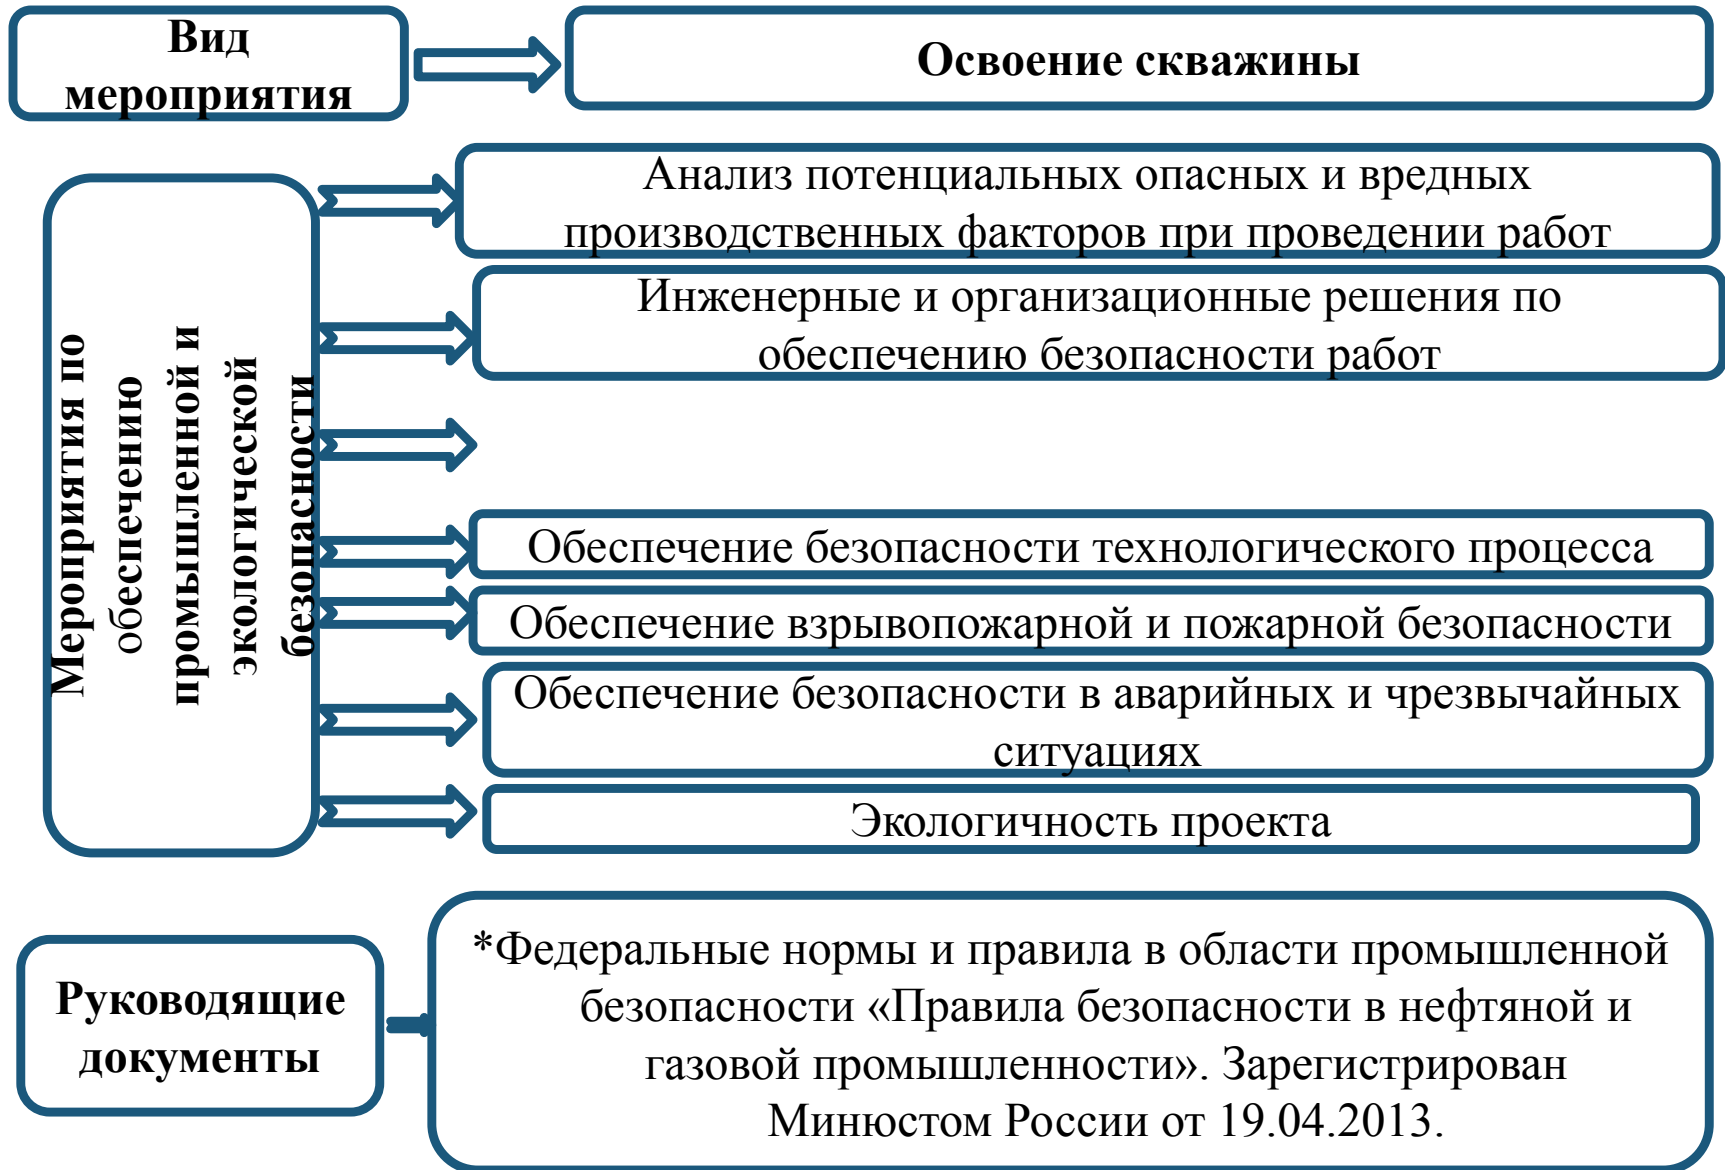 Вид
мероприятия
Освоение скважины
Мероприятия по
обеспечению
промышленной и
экологической
безопасности
Анализ потенциальных опасных и вредных
производственных факторов при проведении работ
Инженерные и организационные решения по
обеспечению безопасности работ
Обеспечение безопасности технологического процесса
Обеспечение взрывопожарной и пожарной безопасности
Обеспечение безопасности в аварийных и чрезвычайных
ситуациях
Экологичность проекта
Руководящие
документы
*Федеральные нормы и правила в области промышленной
безопасности «Правила безопасности в нефтяной и
газовой промышленности». Зарегистрирован
Минюстом России от 19.04.2013.